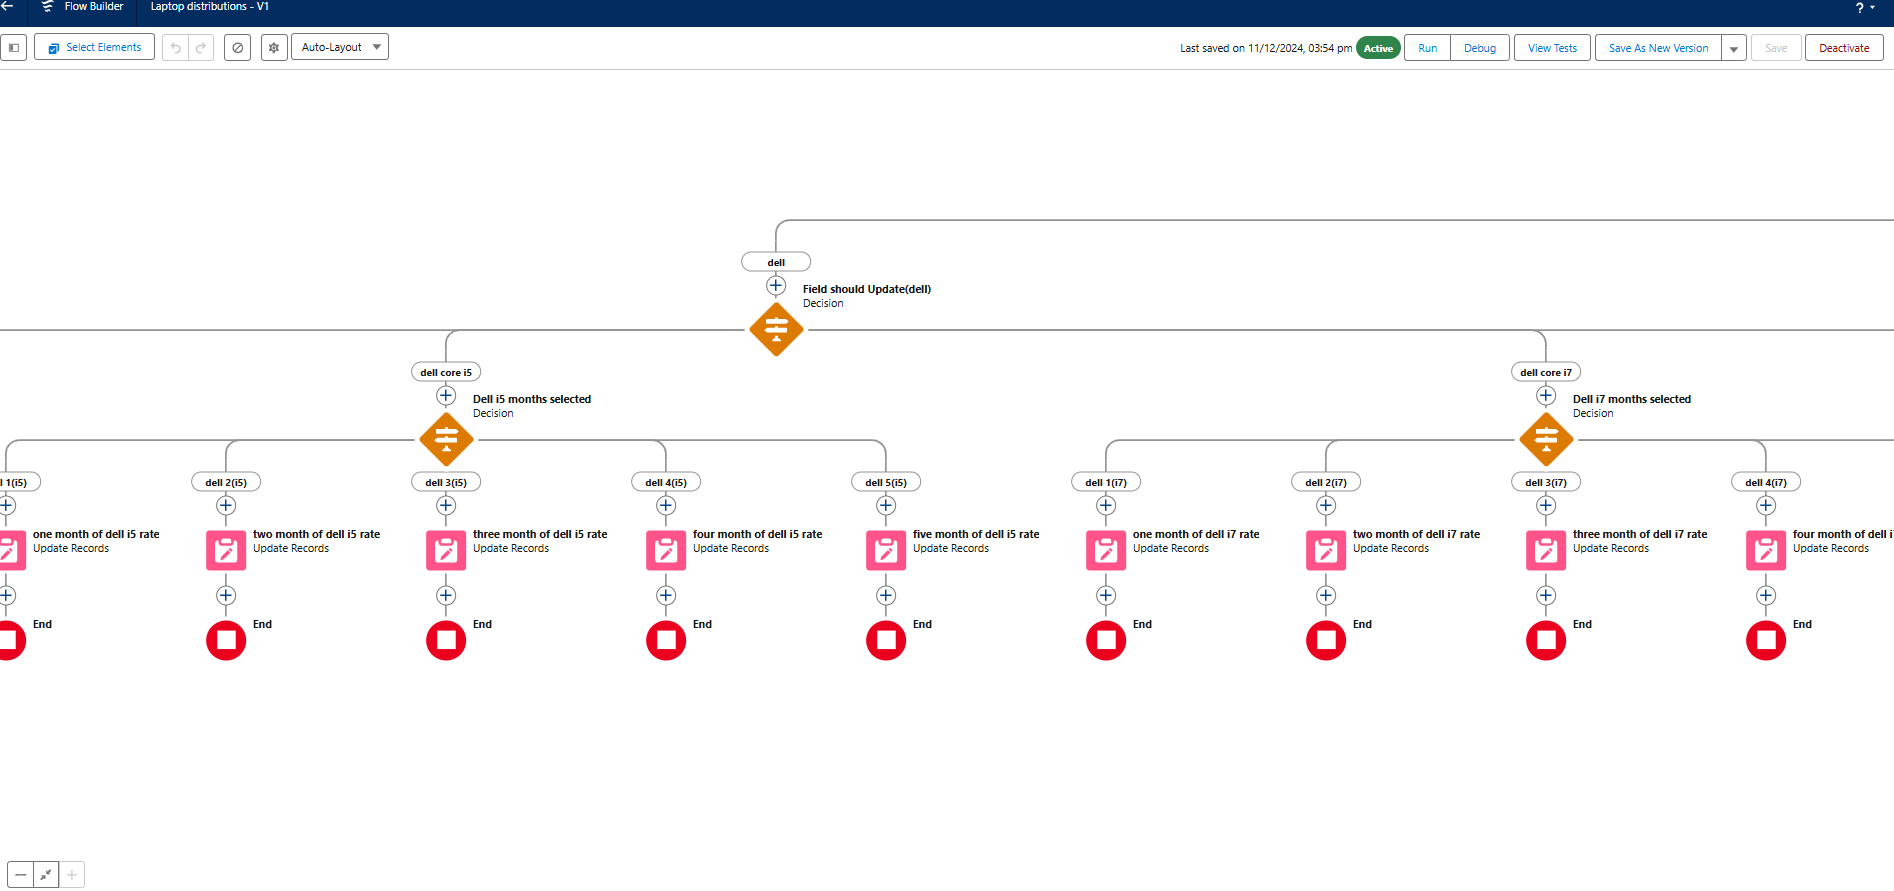 Flow Builder
Laptop distributions - V1
?
Select Elements
Auto-Layout
Last saved on 11/12/2024, 03:54 pm
Active
Run
Debug
View Tests
Save As New Version
Save
Deactivate
dell
Field should Update(dell)
Decision
dell core i5
Dell i5 months selected
Decision
dell core i7
Dell i7 months selected
Decision
l 1(i5)
dell 2(i5)
dell 3(i5)
dell 4(i5)
dell 5(i5)
dell 1(i7)
dell 2(i7)
dell 3(i7)
dell 4(i7)
one month of dell i5 rate
Update Records
two month of dell i5 rate
Update Records
three month of dell i5 rate
Update Records
four month of dell i5 rate
Update Records
five month of dell i5 rate
Update Records
one month of dell i7 rate
Update Records
two month of dell i7 rate
Update Records
three month of dell i7 rate
Update Records
four month of dell i
Update Records
End
End
End
End
End
End
End
End
End